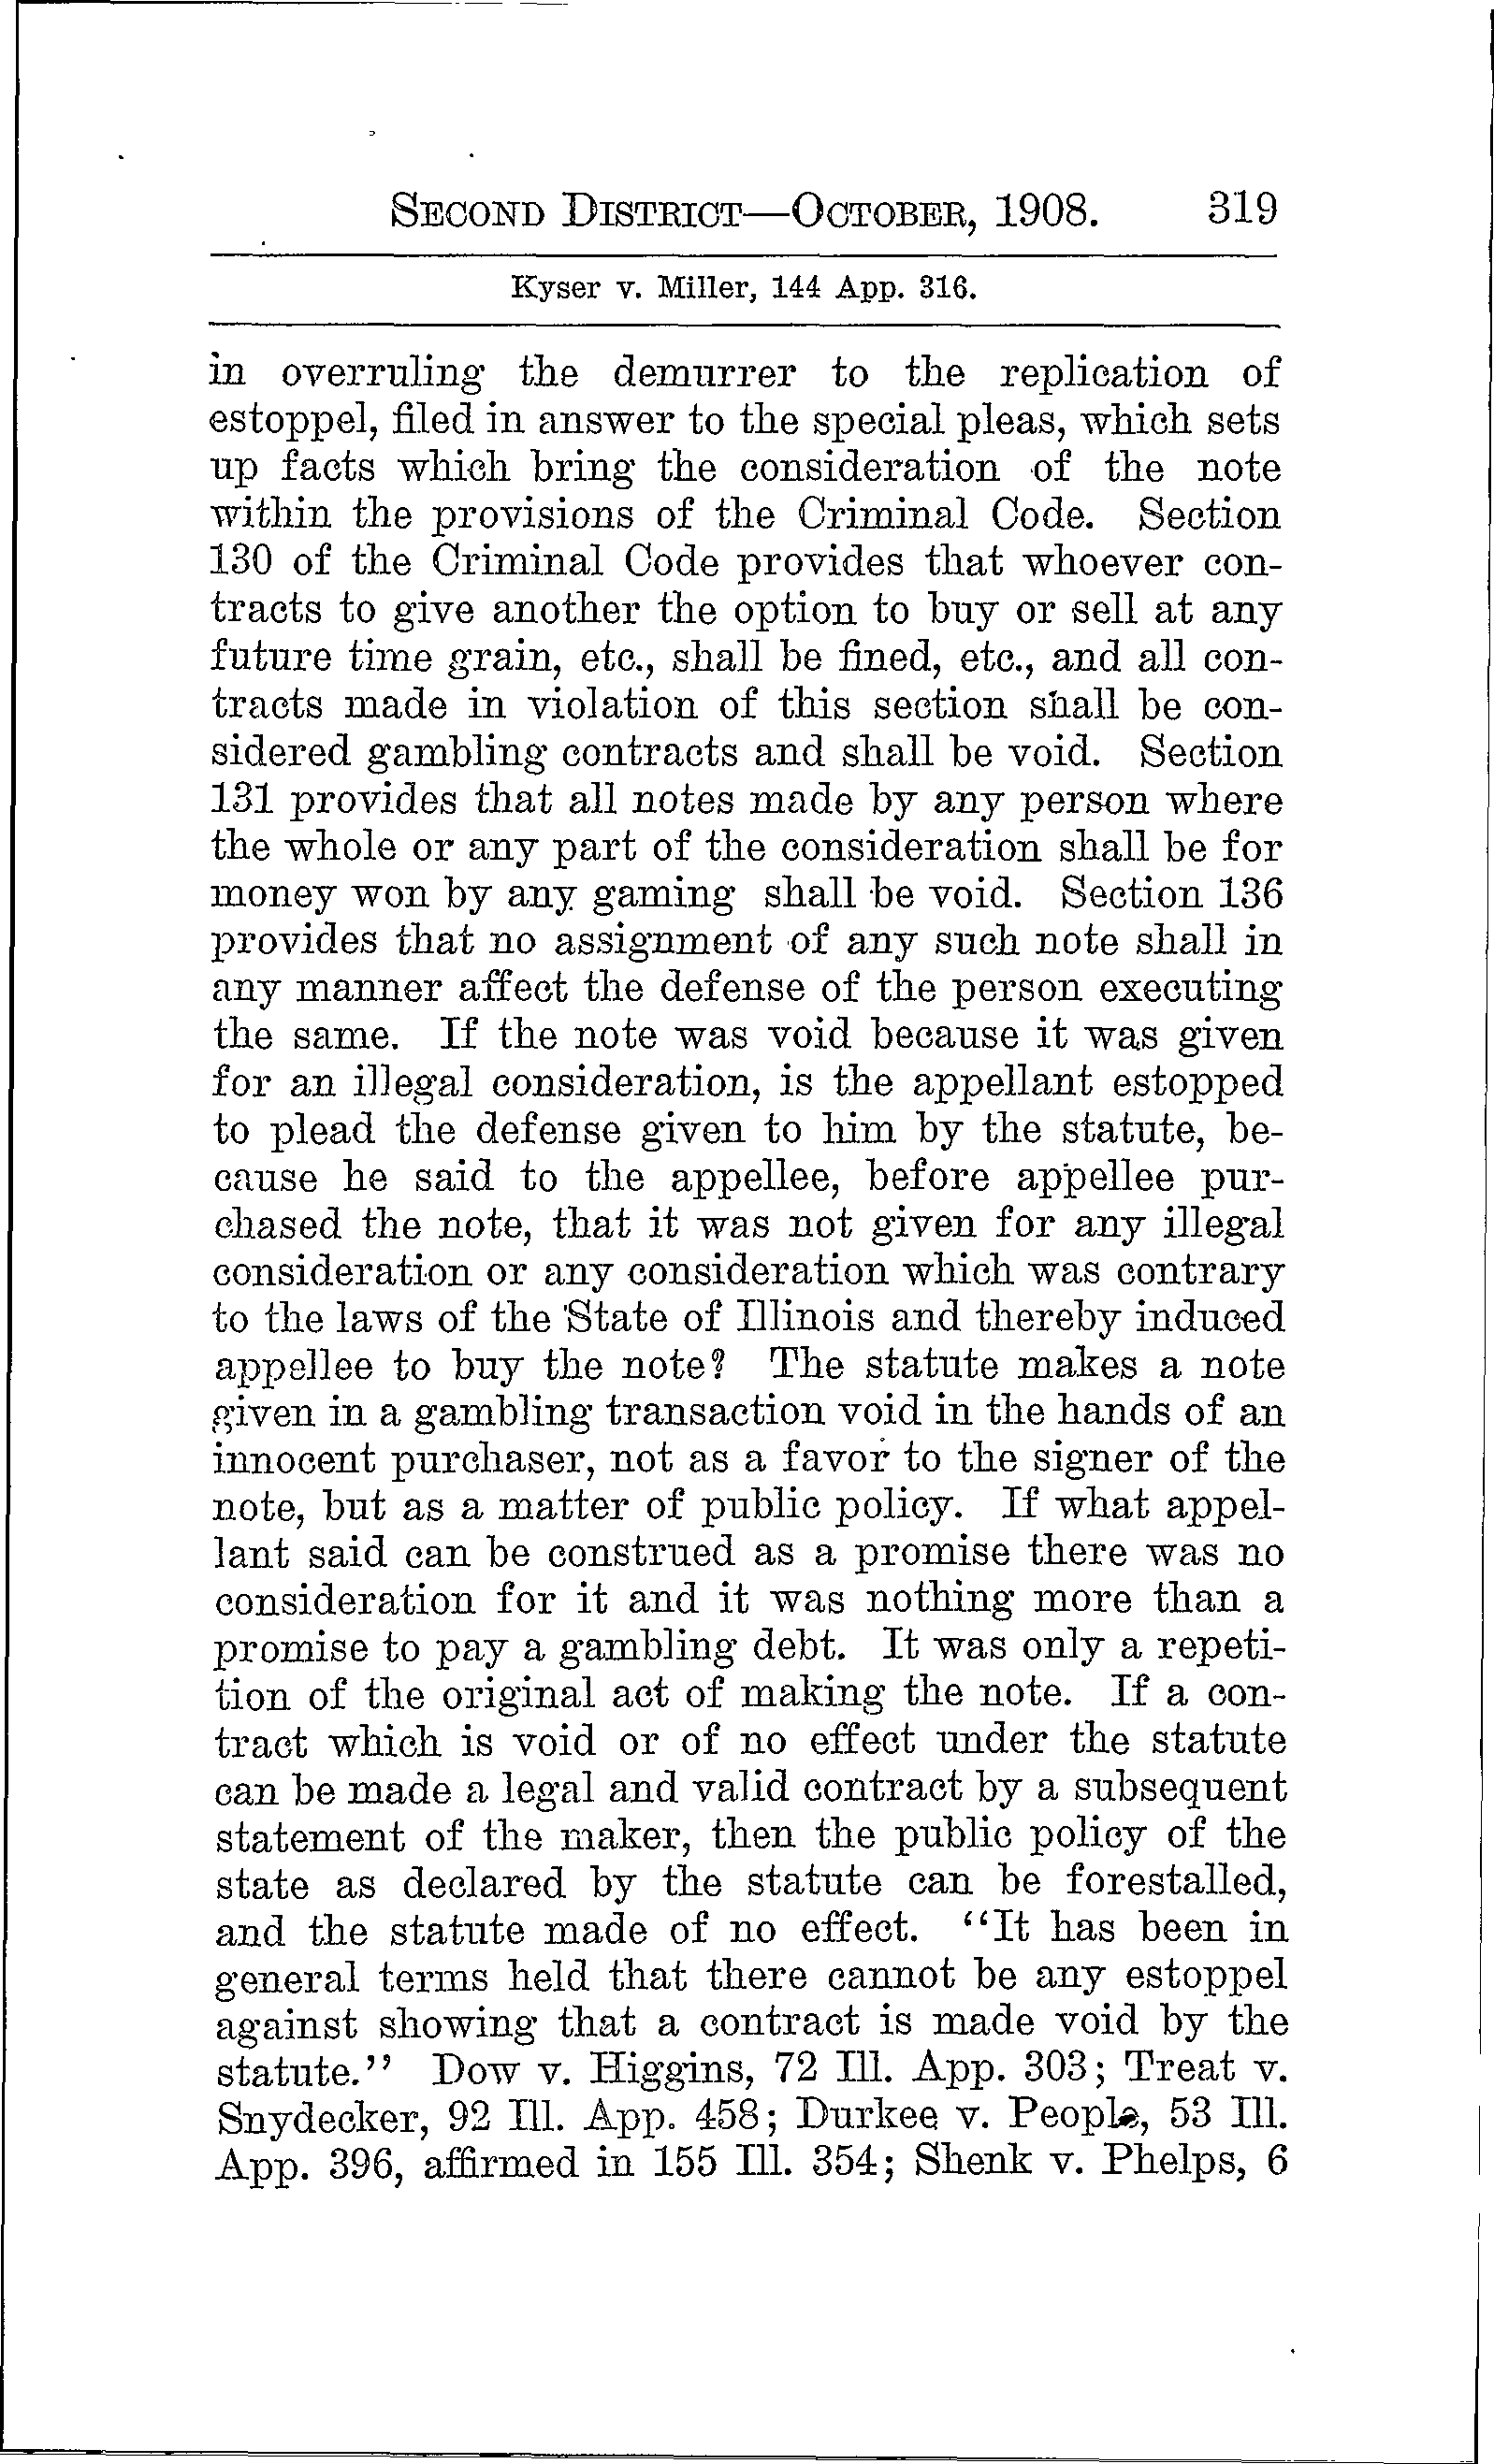 SECOND DISTRICT—OCTOBER, 1908. 319
Kyser v. Miller, 144 App. 316.
in overruling the demurrer to the replication of
estoppel, filed in answer to the special pleas, which sets
up facts which bring the consideration of the note
within the provisions of the Criminal Code. Section
130 of the Criminal Code provides that whoever con-
tracts to give another the option to buy or sell at any
future time grain, etc., shall be fined, etc., and all con-
tracts made in violation of this section shall be con-
sidered gambling contracts and shall be void. Section
131 provides that all notes made by any person where
the whole or any part of the consideration shall be for
money won by any gaming shall be void. Section 136
provides that no assignment of any such note shall in
any manner affect the defense of the person executing
the same. If the note was void because it was given
for an illegal consideration, is the appellant estopped
to plead the defense given to him by the statute, be-
cause he said to the appellee, before appellee pur-
chased the note, that it was not given for any illegal
consideration or any consideration which was contrary
to the laws of the State of Illinois and thereby induced
appellee to buy the note? The statute makes a note
given in a gambling transaction void in the hands of an
innocent purchaser, not as a favor to the signer of the
note, but as a matter of public policy. If what appel-
lant said can be construed as a promise there was no
consideration for it and it was nothing more than a
promise to pay a gambling debt. It was only a repeti-
tion of the original act of making the note. If a con-
tract which is void or of no effect under the statute
can be made a legal and valid contract by a subsequent
statement of the maker, then the public policy of the
state as declared by the statute can be forestalled,
and the statute made of no effect. "It has been in
general terms held that there cannot be any estoppel
against showing that a contract is made void by the
statute." Dow v. Higgins, 72 Ill. App. 303; Treat v.
Snydecker, 92 Ill. App. 458; Durkee v. People, 53 Ill.
App. 396, affirmed in 155 Ill. 354; Shenk v. Phelps, 6